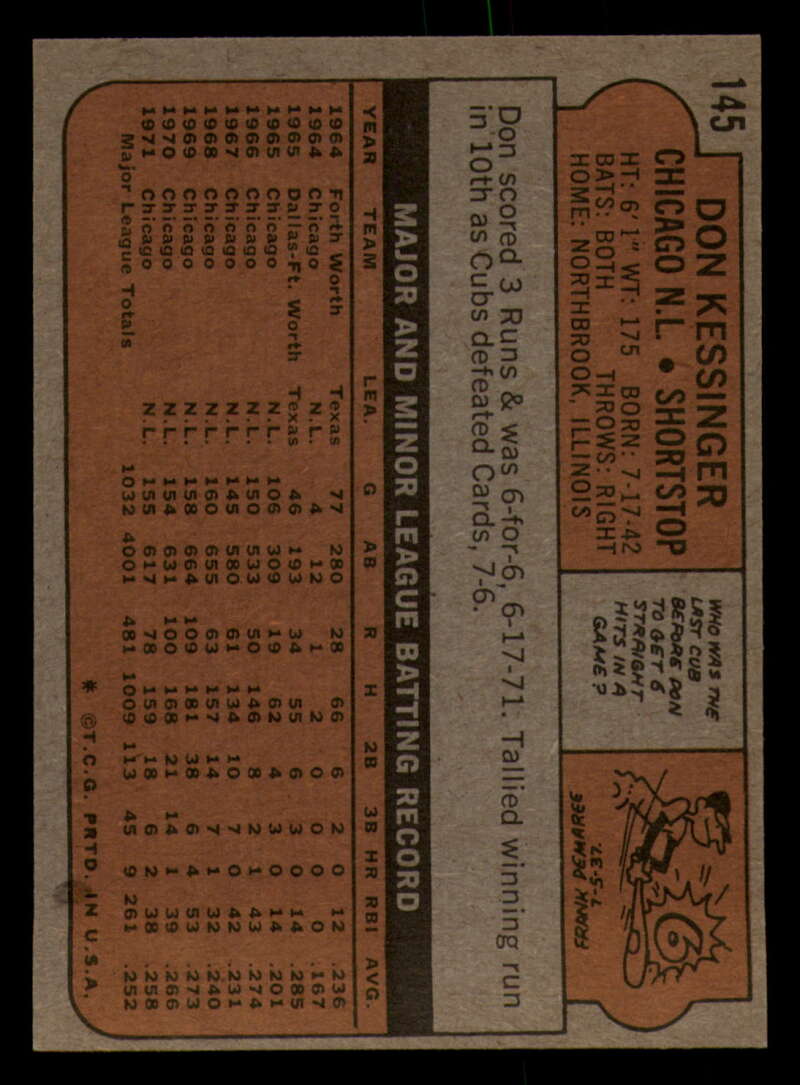 145
DON KESSINGER
CHICAGO N.L. • SHORTSTOP
HT: 6'1" WT: 175 BORN: 7-17-42
BATS: BOTH THROWS: RIGHT
HOME: NORTHBROOK, ILLINOIS
WHO WAS THE
LAST CUB
BEFORE DON
TO GET 6
STRAIGHT
HITS IN A
GAME?
FRANK DEMAREE
7-5-37.
Don scored 3 Runs & was 6-for-6, 6-17-71. Tallied winning run
in 10th as Cubs defeated Cards, 7-6.
MAJOR AND MINOR LEAGUE BATTING RECORD
YEAR TEAM LEA. G AB R H 2B 3B HR RBI AVG.
1964 Forth Worth Texas 77 280 28 66 6 2 0 12 .236
1964 Chicago N.L. 4 12 1 2 0 0 0 0 .167
1965 Dallas-Ft. Worth Texas 46 193 34 55 6 3 0 14 .285
1965 Chicago N.L. 106 309 19 62 4 3 0 14 .201
1966 Chicago N.L. 150 533 50 146 8 2 1 43 .274
1967 Chicago N.L. 145 580 61 134 10 7 0 42 .231
1968 Chicago N.L. 160 655 63 157 14 7 1 32 .240
1969 Chicago N.L. 158 664 109 181 38 6 4 53 .273
1970 Chicago N.L. 154 631 100 168 21 14 1 39 .266
1971 Chicago N.L. 155 617 78 159 18 6 2 38 .258
Major League Totals 1032 4001 481 1009 113 45 9 261 .252
* ©T.C.G. PRTD. IN U.S.A.